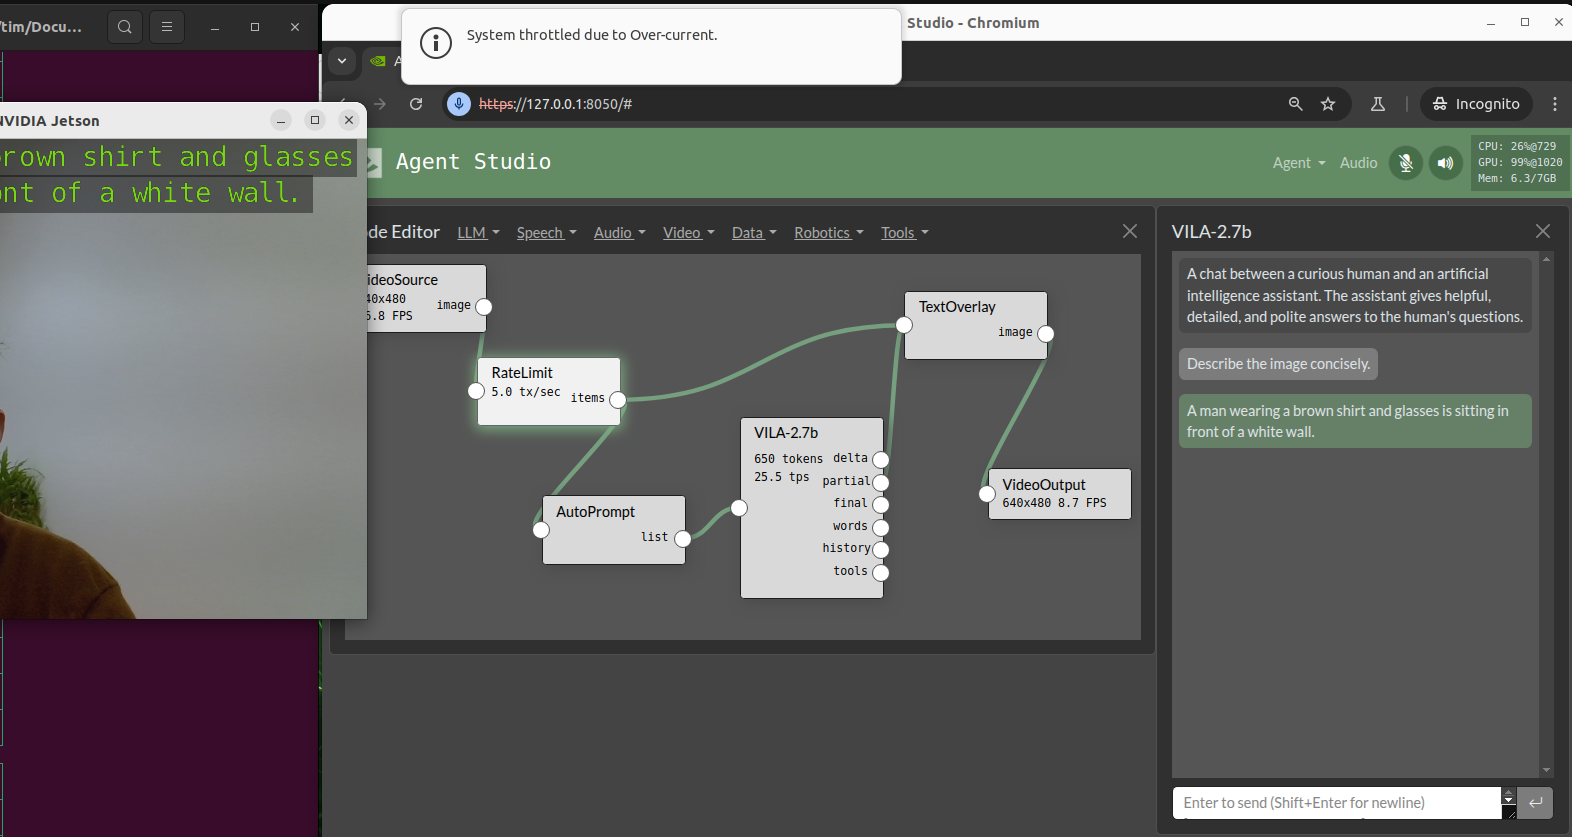 /tim/Docu...
Studio - Chromium
System throttled due to Over-current.
https://127.0.0.1:8050/#
Incognito
NVIDIA Jetson
brown shirt and glasses
ont of a white wall.
Agent Studio
Agent
Audio
CPU: 26%@729
GPU: 99%@1020
Mem: 6.3/7GB
ode Editor
LLM
Speech
Audio
Video
Data
Robotics
Tools
ideoSource
40x480
6.8 FPS
image
RateLimit
5.0 tx/sec
items
AutoPrompt
list
VILA-2.7b
650 tokens
25.5 tps
delta
partial
final
words
history
tools
TextOverlay
image
VideoOutput
640x480 8.7 FPS
VILA-2.7b
A chat between a curious human and an artificial
intelligence assistant. The assistant gives helpful,
detailed, and polite answers to the human's questions.
Describe the image concisely.
A man wearing a brown shirt and glasses is sitting in
front of a white wall.
Enter to send (Shift+Enter for newline)